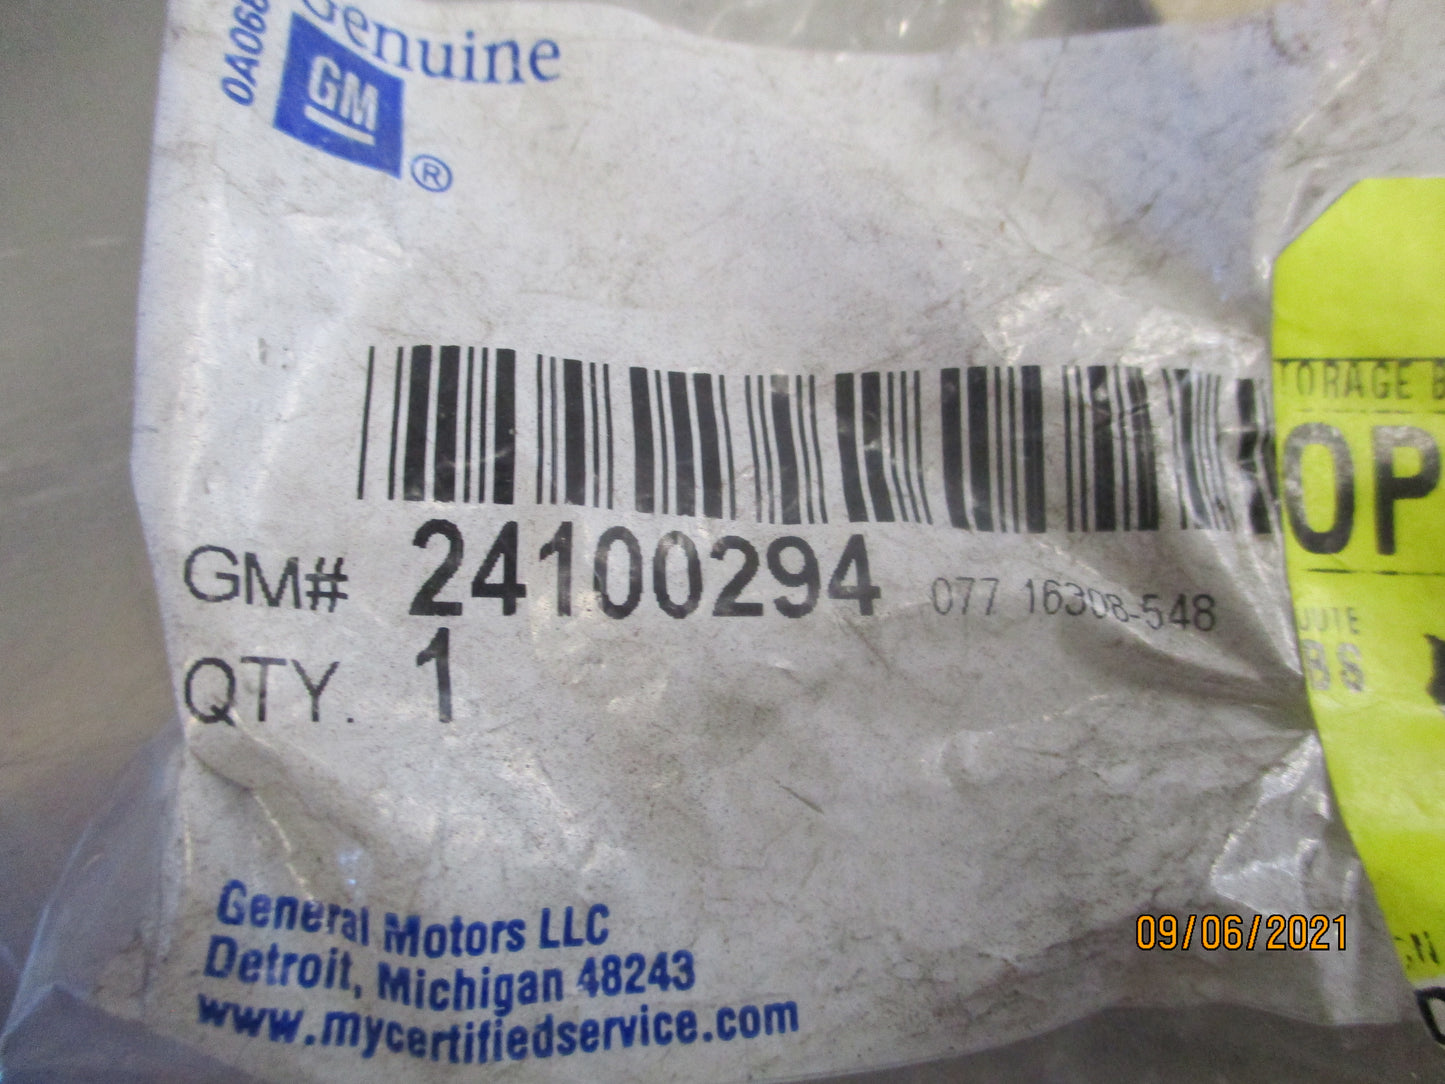 Genuine
GM
®
GM# 24100294 077 16308-548
QTY. 1
General Motors LLC
Detroit, Michigan 48243
www.mycertifiedservice.com
09/06/2021